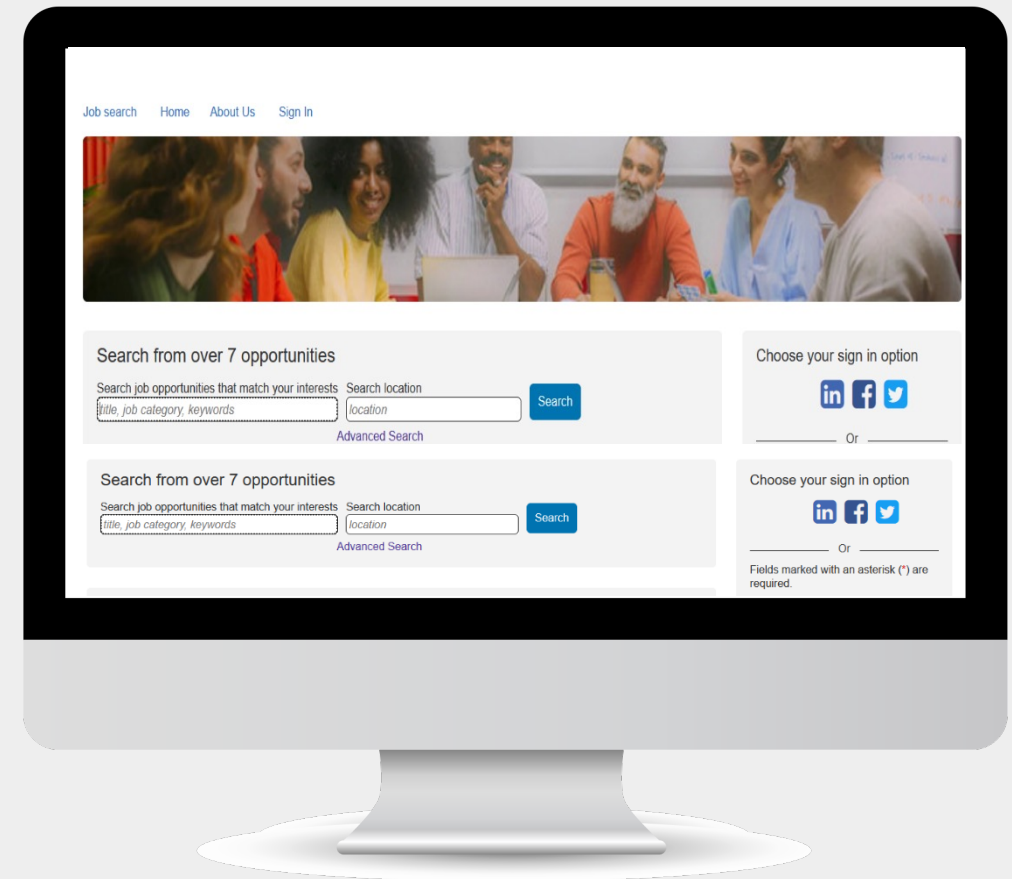 Job search Home About Us Sign In
Search from over 7 opportunities
Search job opportunities that match your interests Search location
title, job category, keywords location Search
Advanced Search
Choose your sign in option
in f
Or
Search from over 7 opportunities
Search job opportunities that match your interests Search location
title, job category, keywords location Search
Advanced Search
Choose your sign in option
in f
Or
Fields marked with an asterisk (*) are
required.